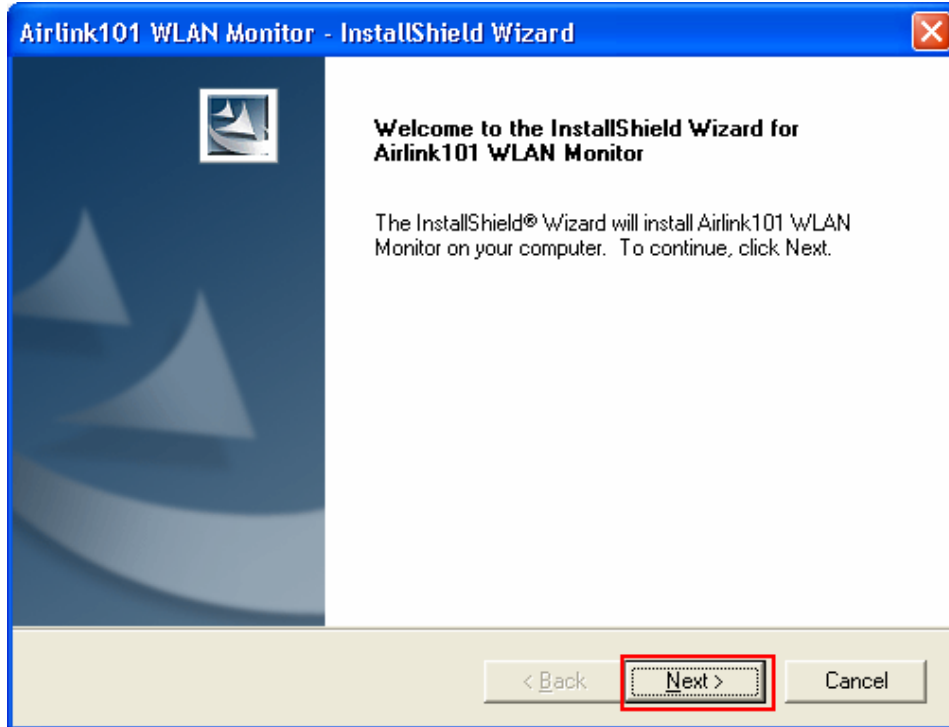 Airlink101 WLAN Monitor - InstallShield Wizard
Welcome to the InstallShield Wizard for
Airlink101 WLAN Monitor
The InstallShield® Wizard will install Airlink101 WLAN
Monitor on your computer.  To continue, click Next.
< Back
Next >
Cancel